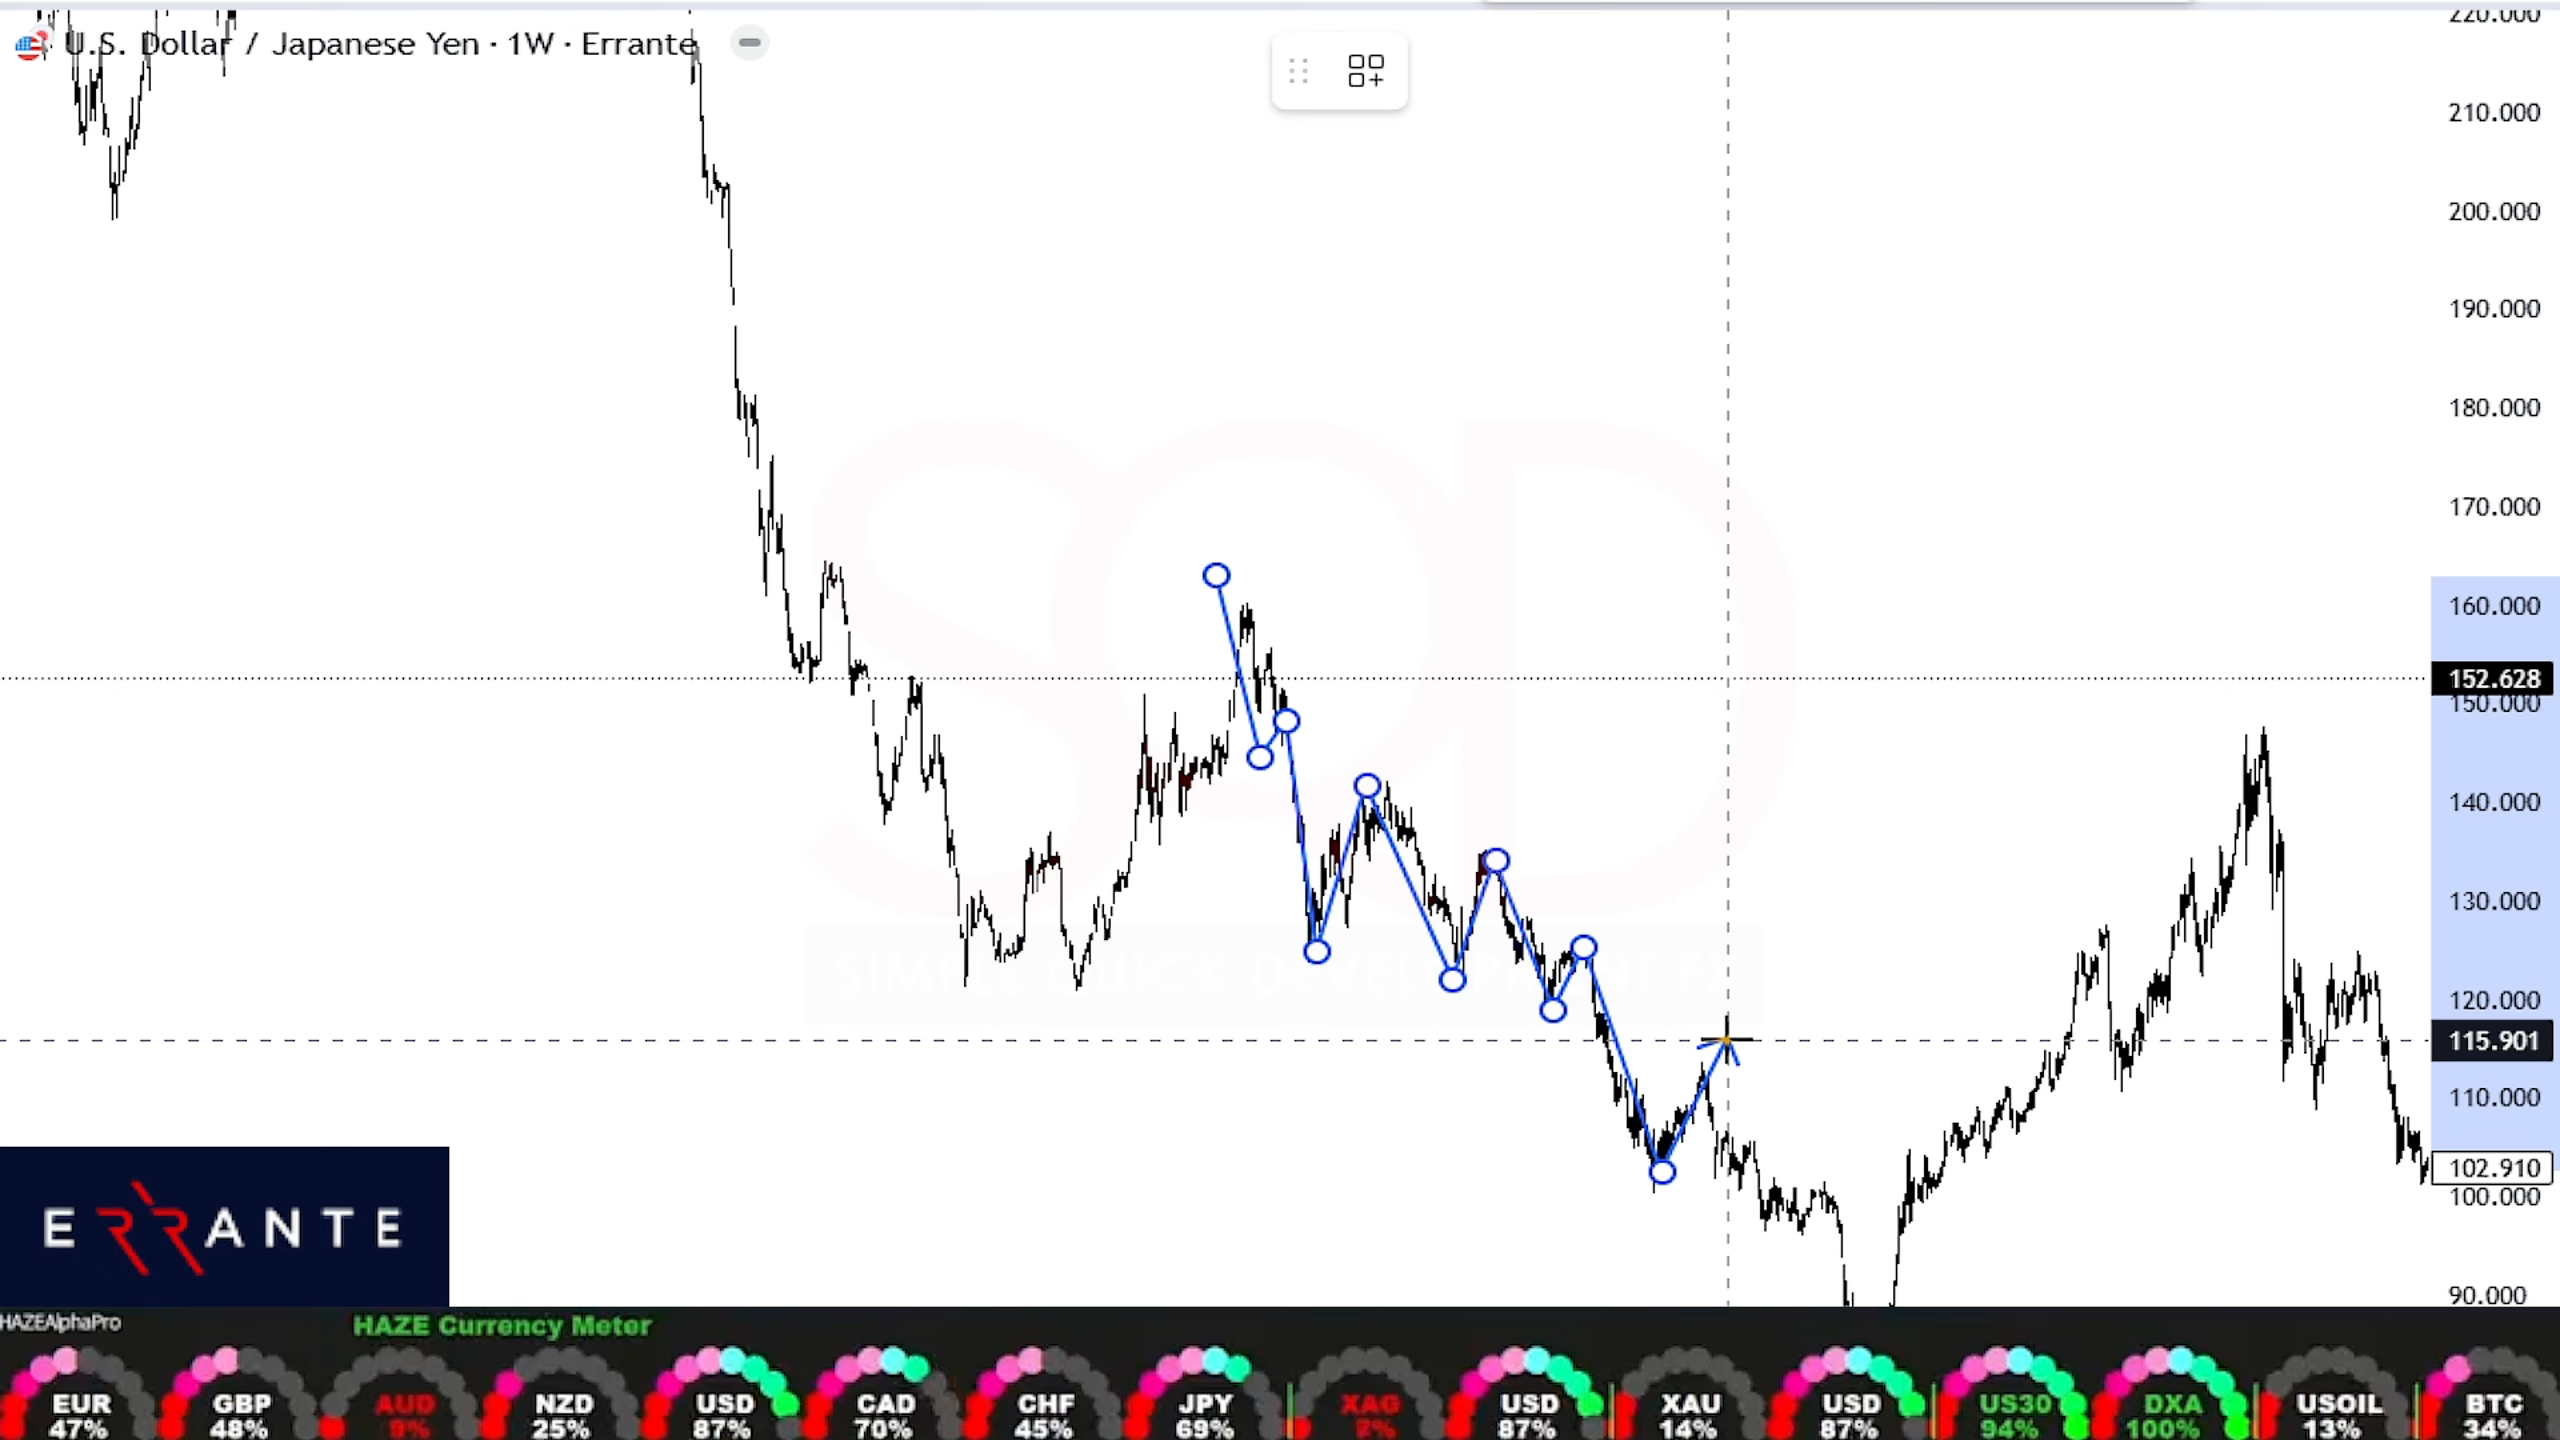 U.S. Dollar / Japanese Yen · 1W · Errante
220.000
210.000
200.000
190.000
180.000
170.000
160.000
152.628
150.000
140.000
130.000
120.000
115.901
110.000
102.910
100.000
90.000
SQD
ERRANTE
HAZEAlphaPro
HAZE Currency Meter
EUR GBP AUD NZD USD CAD CHF JPY XAG USD XAU USD US30 DXA USOIL BTC
47% 48% 9% 25% 87% 70% 45% 69% 7% 87% 14% 87% 94% 100% 13% 34%